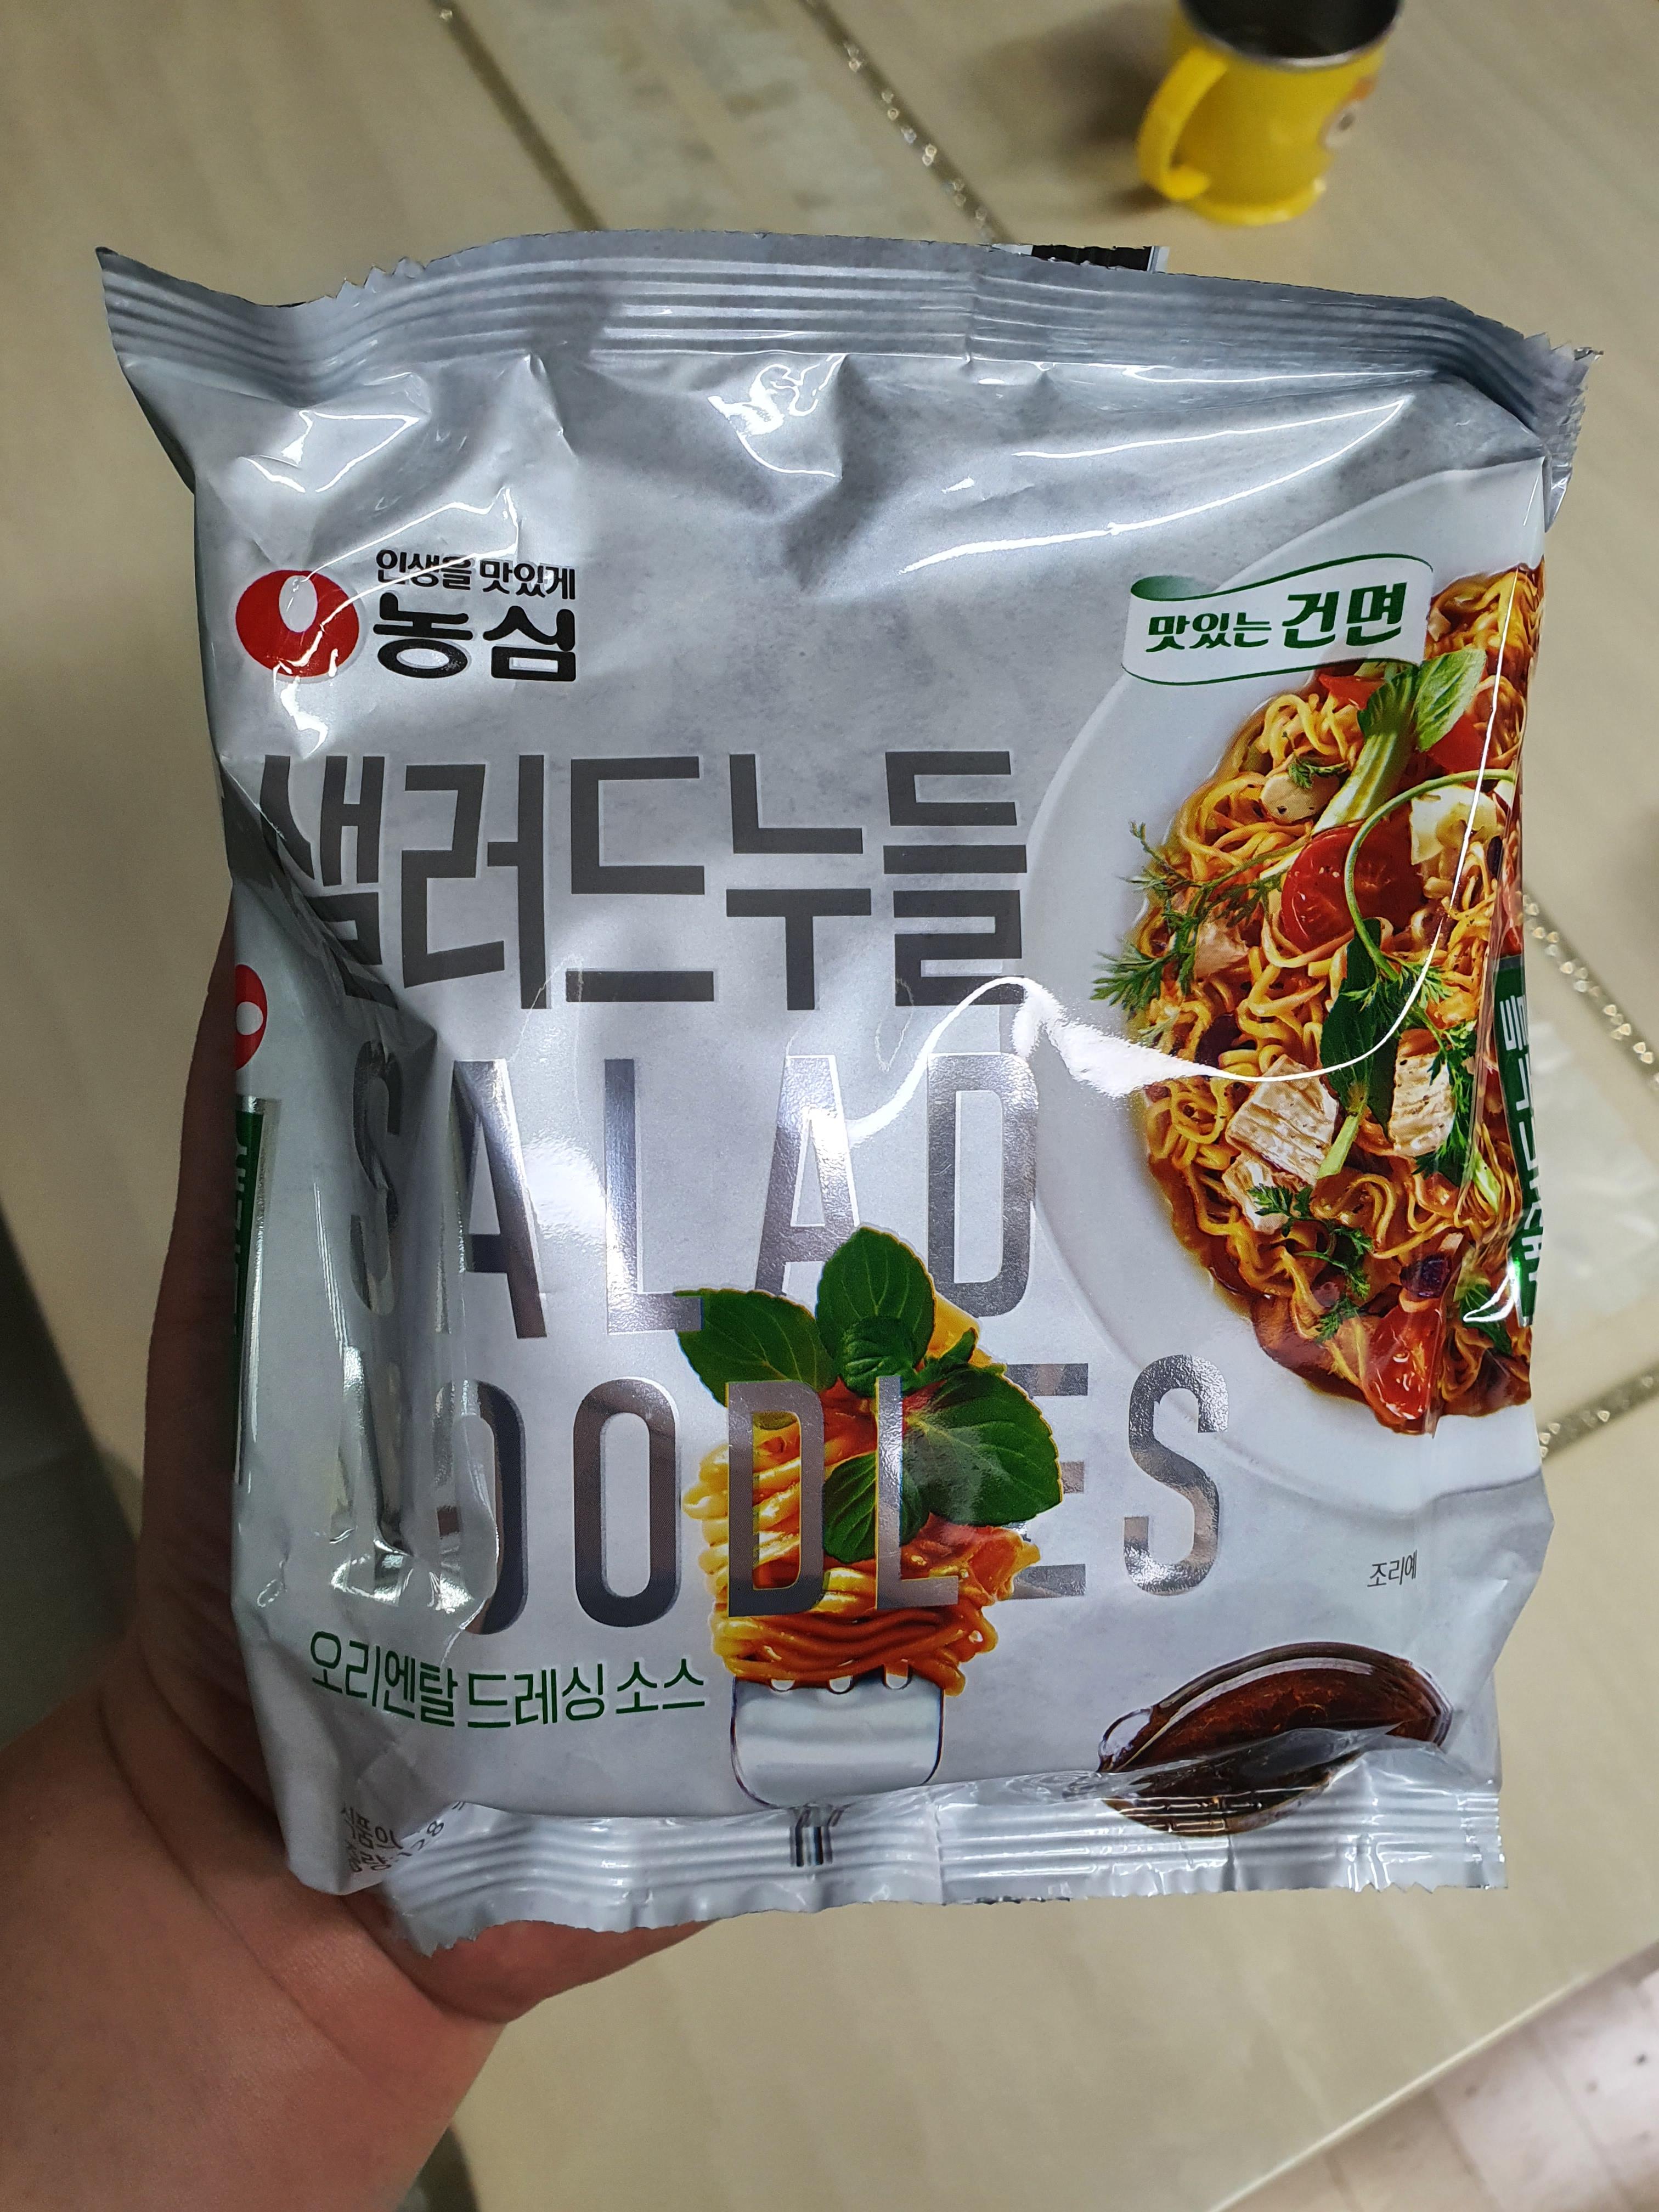 인생을 맛있게
농심
맛있는 건면
샐러드누들
SALAD
NOODLES
조리예
오리엔탈 드레싱 소스